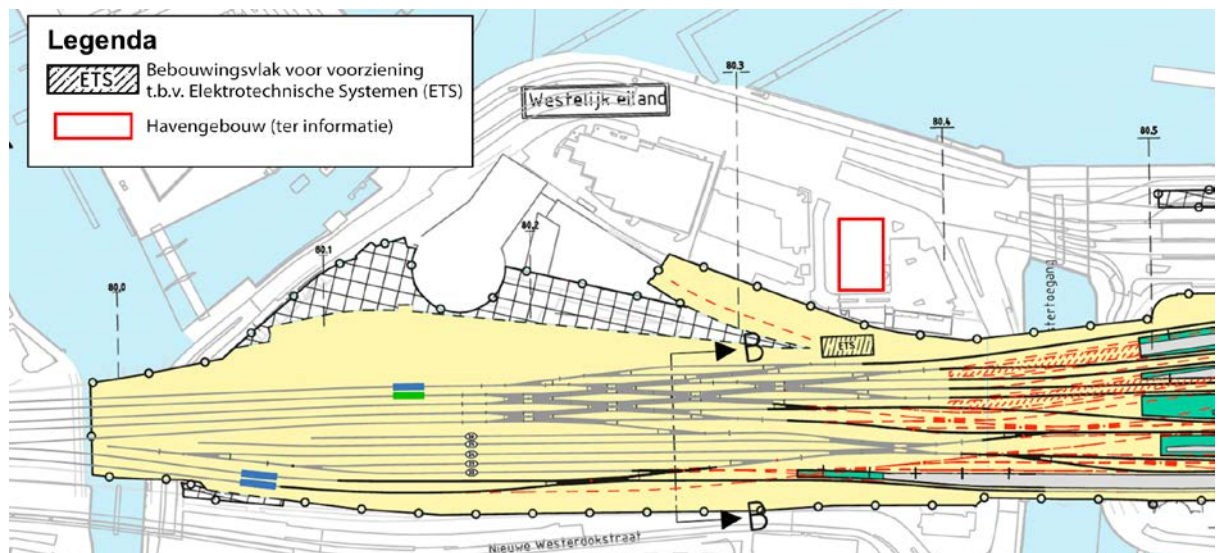 Legenda
ETS
Bebouwingsvlak voor voorziening
t.b.v. Elektrotechnische Systemen (ETS)
Havengebouw (ter informatie)
Westelijk eiland
80.0
80.1
80.2
80.3
80.4
80.5
stertoegang
ETS
B
B
Nieuwe Westerdokstraat